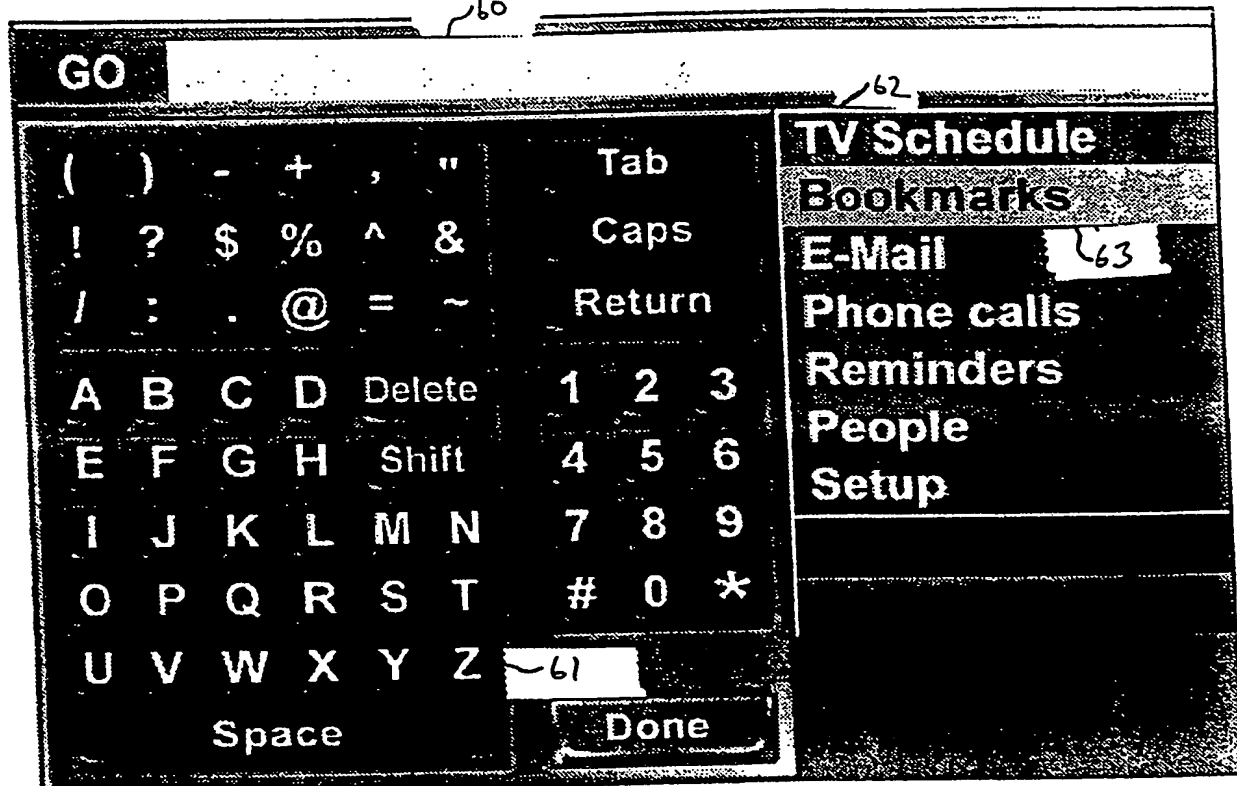 60
GO
62
( ) - + , " Tab
! ? $ % ^ & Caps
/ : . @ = ~ Return
A B C D Delete 1 2 3
E F G H Shift 4 5 6
I J K L M N 7 8 9
O P Q R S T # 0 *
U V W X Y Z 61
Space Done
TV Schedule
Bookmarks
63
E-Mail
Phone calls
Reminders
People
Setup